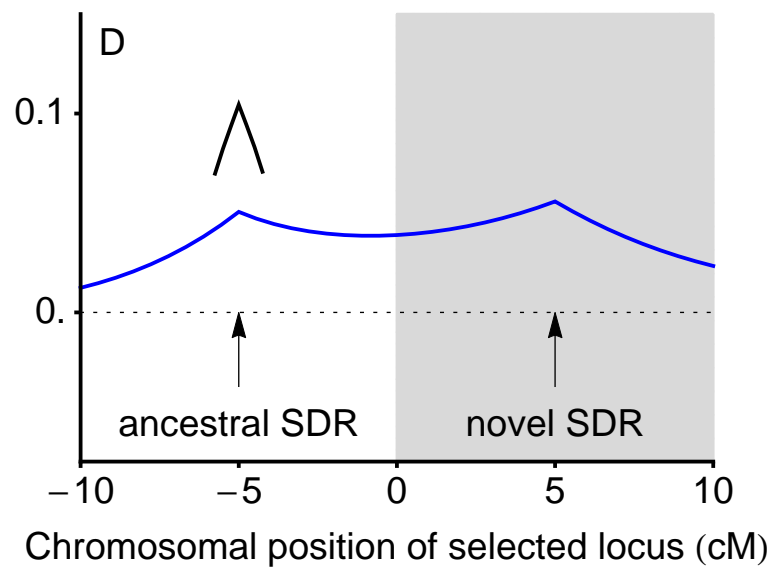 D
0.1
0.
ancestral SDR novel SDR
−10 −5 0 5 10
Chromosomal position of selected locus (cM)